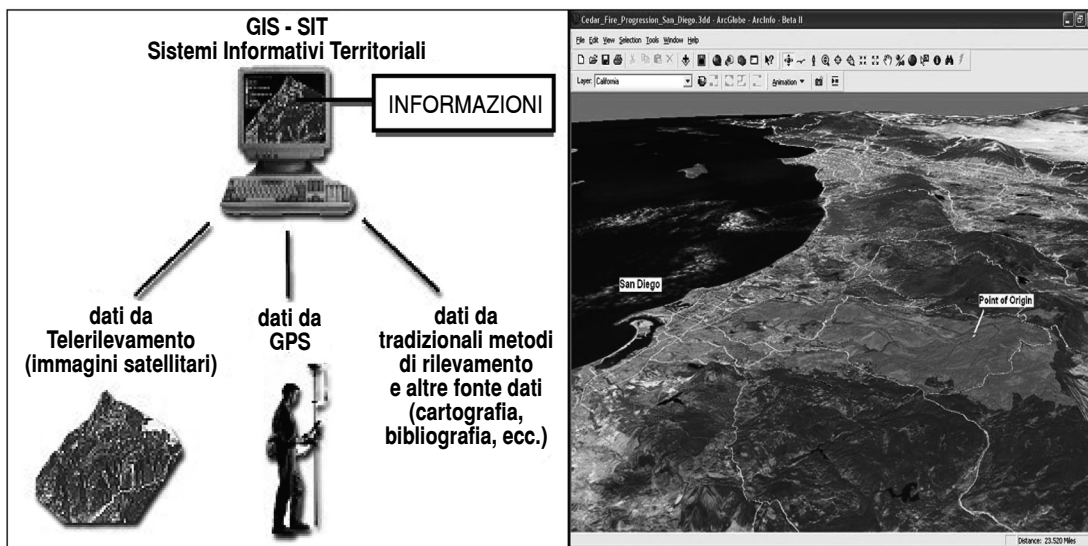 GIS - SIT
Sistemi Informativi Territoriali
INFORMAZIONI
dati da
Telerilevamento
(immagini satellitari)
dati da
GPS
dati da
tradizionali metodi
di rilevamento
e altre fonte dati
(cartografia,
bibliografia, ecc.)
Cedar_Fire_Progression_San_Diego.3dd - ArcGlobe - ArcInfo - Beta II
File Edit View Selection Tools Window Help
Layer: California
Animation
San Diego
Point of Origin
Distance: 23.520 Miles